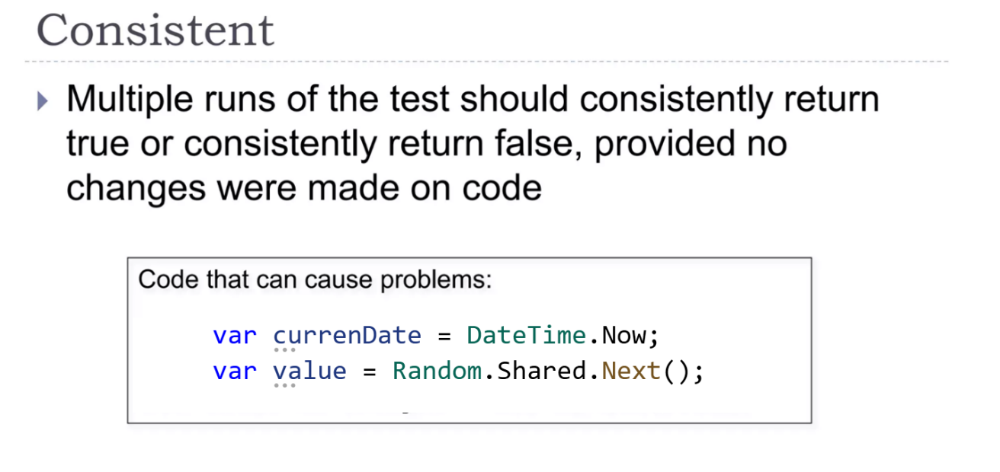 Consistent
Multiple runs of the test should consistently return
true or consistently return false, provided no
changes were made on code
Code that can cause problems:
var currenDate = DateTime.Now;
var value = Random.Shared.Next();